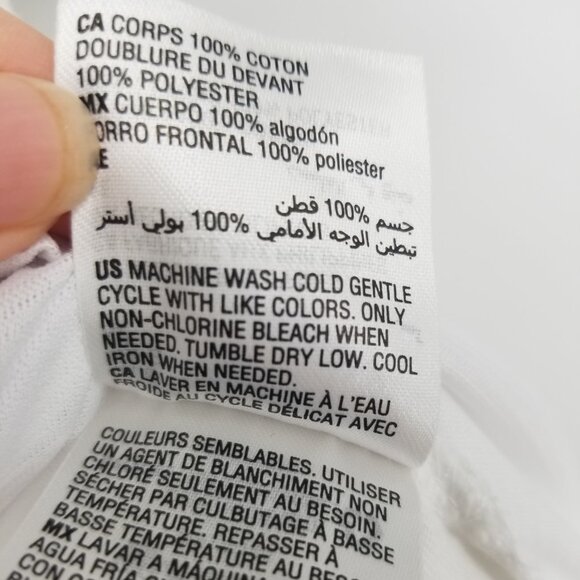 CA CORPS 100% COTON
DOUBLURE DU DEVANT
100% POLYESTER
MX CUERPO 100% algodón
ORRO FRONTAL 100% poliester
E
جسم 100% قطن
تبطين الوجه الأمامي 100% بولي أستر
US MACHINE WASH COLD GENTLE
CYCLE WITH LIKE COLORS. ONLY
NON-CHLORINE BLEACH WHEN
NEEDED. TUMBLE DRY LOW. COOL
IRON WHEN NEEDED.
CA LAVER EN MACHINE À L'EAU
FROIDE AU CYCLE DÉLICAT AVEC
COULEURS SEMBLABLES. UTILISER
UN AGENT DE BLANCHIMENT NON
CHLORÉ SEULEMENT AU BESOIN.
SÉCHER PAR CULBUTAGE À BASSE
TEMPÉRATURE. REPASSER À
BASSE TEMPÉRATURE AU BESOIN.
MX LAVAR A MÁQUINA
AGUA FRÍA